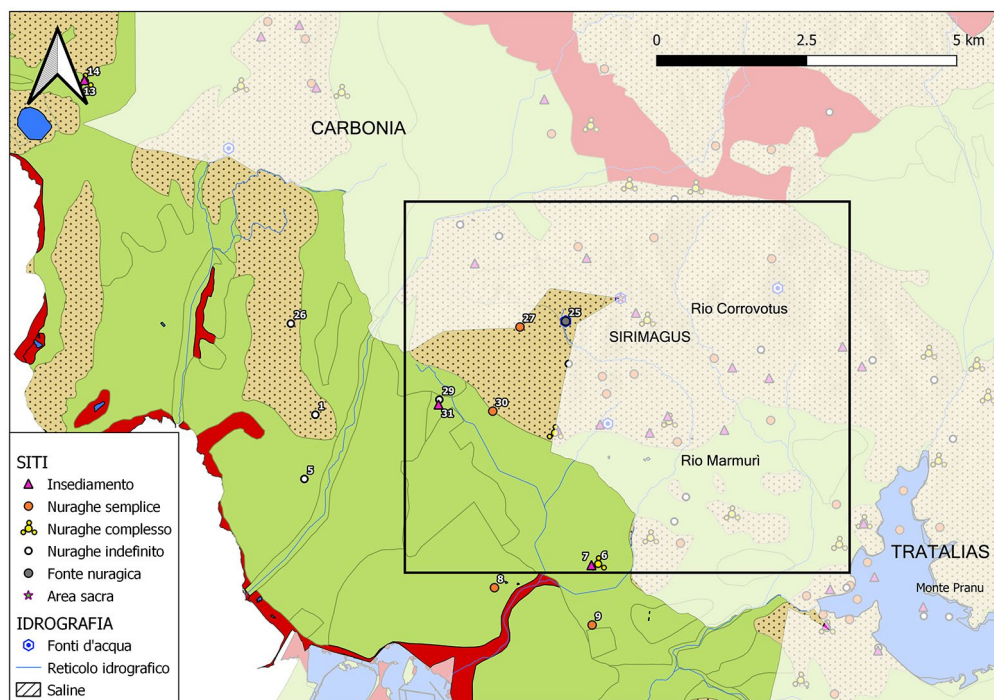 0 2.5 5 km
14
13
CARBONIA
Rio Corrovotus
25
27
26
SIRIMAGUS
29
31
30
1
Rio Marmuri
5
7 6
8
9
TRATALIAS
Monte Pranu
SITI
Insediamento
Nuraghe semplice
Nuraghe complesso
Nuraghe indefinito
Fonte nuragica
Area sacra
IDROGRAFIA
Fonti d'acqua
Reticolo idrografico
Saline